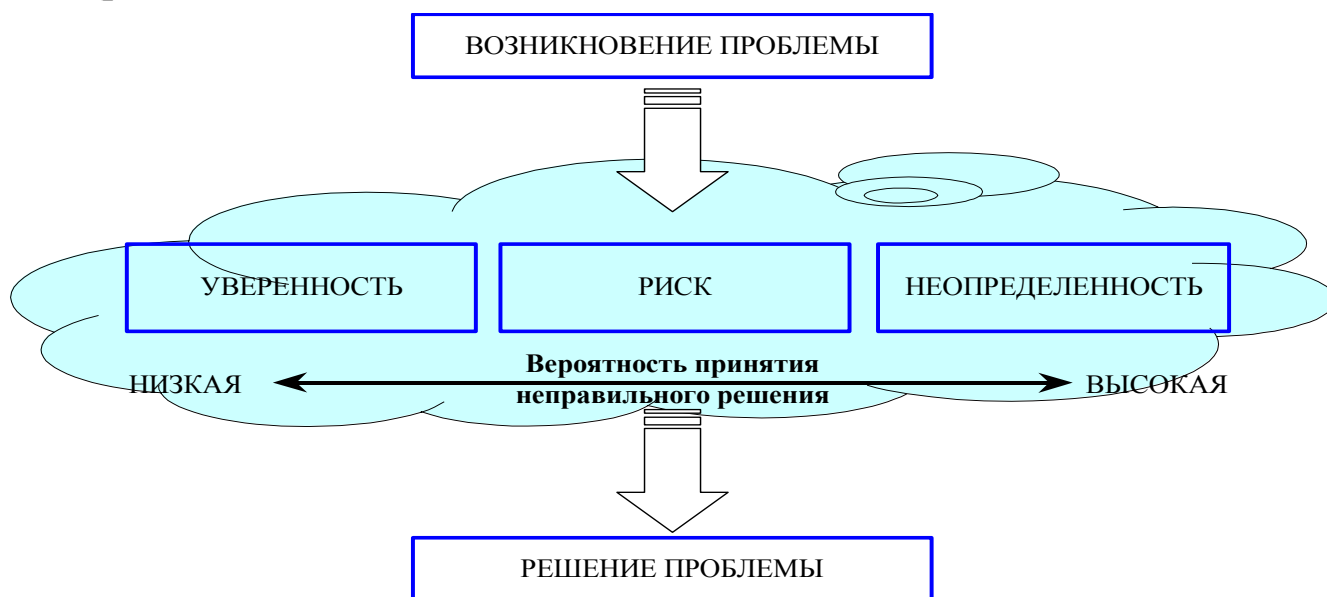 ВОЗНИКНОВЕНИЕ ПРОБЛЕМЫ
УВЕРЕННОСТЬ
РИСК
НЕОПРЕДЕЛЕННОСТЬ
НИЗКАЯ
Вероятность принятия
неправильного решения
ВЫСОКАЯ
РЕШЕНИЕ ПРОБЛЕМЫ